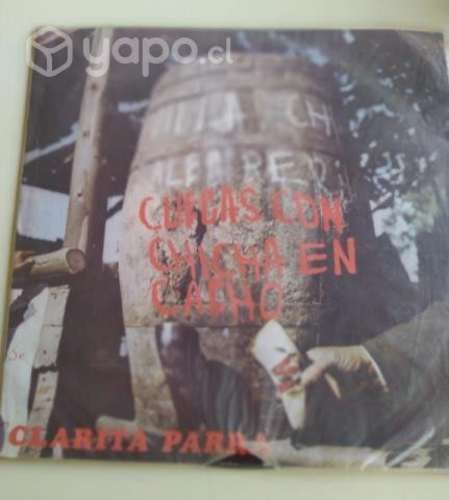 yapo.cl
CUECAS CON
CHICHA EN
CACHO
CLARITA PARRA